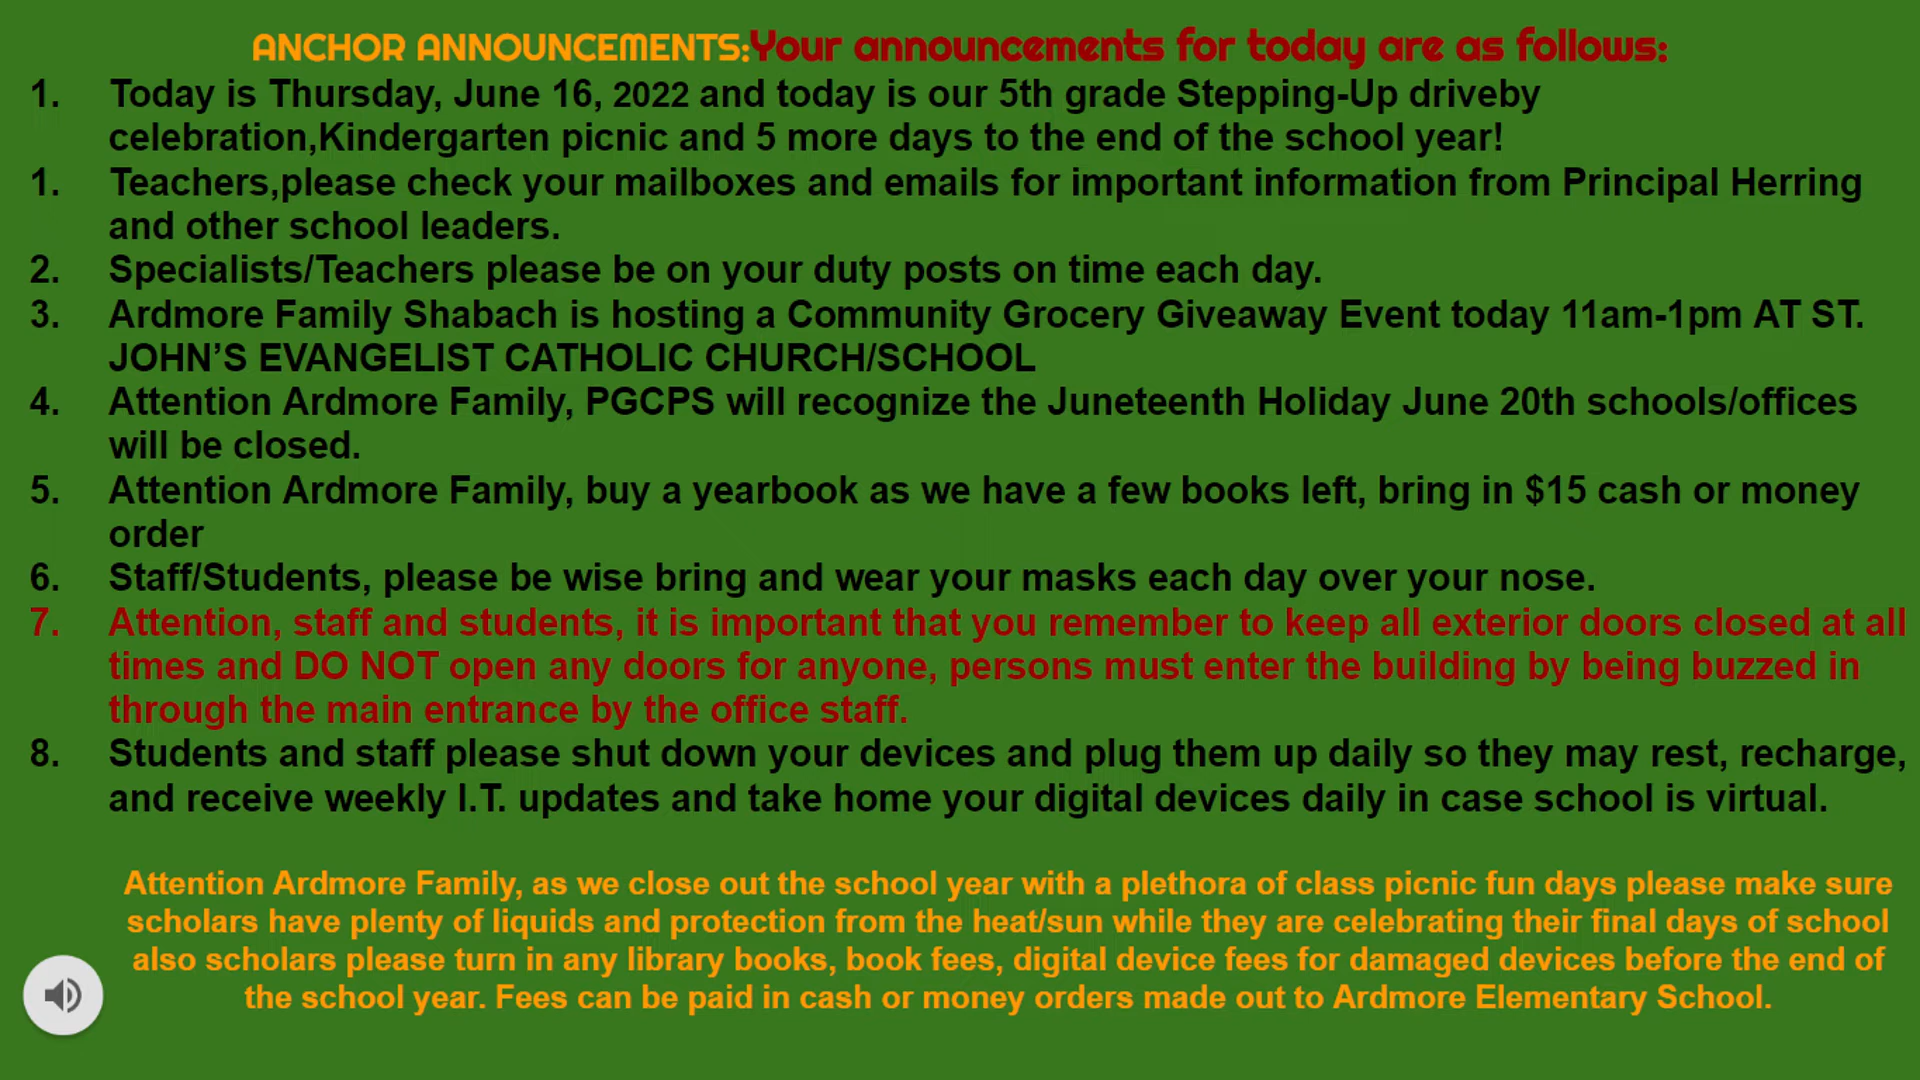 ANCHOR ANNOUNCEMENTS:Your announcements for today are as follows:
1. Today is Thursday, June 16, 2022 and today is our 5th grade Stepping-Up driveby
celebration,Kindergarten picnic and 5 more days to the end of the school year!
1. Teachers,please check your mailboxes and emails for important information from Principal Herring
and other school leaders.
2. Specialists/Teachers please be on your duty posts on time each day.
3. Ardmore Family Shabach is hosting a Community Grocery Giveaway Event today 11am-1pm AT ST.
JOHN’S EVANGELIST CATHOLIC CHURCH/SCHOOL
4. Attention Ardmore Family, PGCPS will recognize the Juneteenth Holiday June 20th schools/offices
will be closed.
5. Attention Ardmore Family, buy a yearbook as we have a few books left, bring in $15 cash or money
order
6. Staff/Students, please be wise bring and wear your masks each day over your nose.
7. Attention, staff and students, it is important that you remember to keep all exterior doors closed at all
times and DO NOT open any doors for anyone, persons must enter the building by being buzzed in
through the main entrance by the office staff.
8. Students and staff please shut down your devices and plug them up daily so they may rest, recharge,
and receive weekly I.T. updates and take home your digital devices daily in case school is virtual.
Attention Ardmore Family, as we close out the school year with a plethora of class picnic fun days please make sure
scholars have plenty of liquids and protection from the heat/sun while they are celebrating their final days of school
also scholars please turn in any library books, book fees, digital device fees for damaged devices before the end of
the school year. Fees can be paid in cash or money orders made out to Ardmore Elementary School.